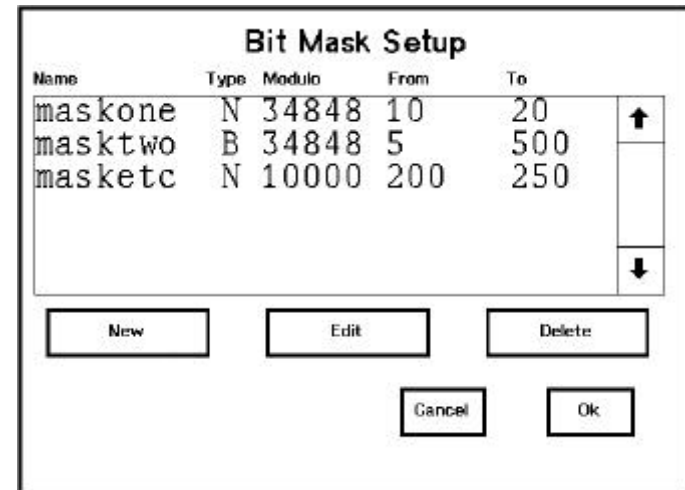 Bit Mask Setup
Name Type Modulo From To
maskone N 34848 10 20
masktwo B 34848 5 500
masketc N 10000 200 250
New Edit Delete
Cancel Ok